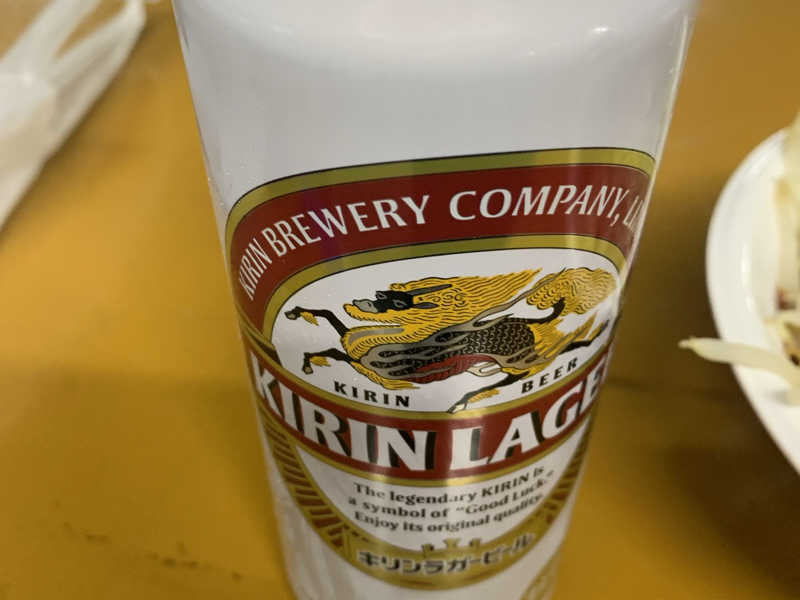 KIRIN BREWERY COMPANY,
KIRIN BEER
KIRIN LAGE
The legendary KIRIN is
a symbol of "Good Luck."
Enjoy its original quality.
キリンラガービール